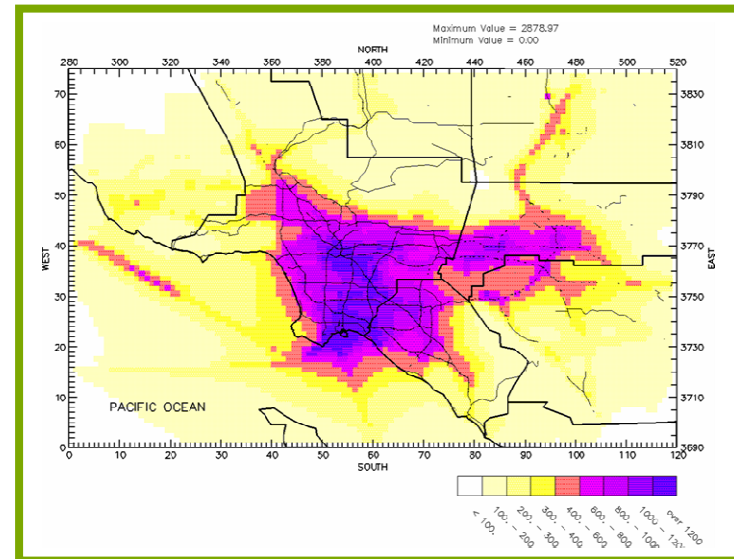 Maximum Value = 2878.97
Minimum Value = 0.00
NORTH
280 300 320 340 360 380 400 420 440 460 480 500 520
70 3830
60 3810
50 3790
40 3770
WEST EAST
30 3750
20 3730
10 3710
PACIFIC OCEAN
0 3690
0 10 20 30 40 50 60 70 80 90 100 110 120
SOUTH
< 100.
100. - 200
200. - 300
300. - 400
400. - 600
600. - 800
800. - 1000
1000 - 120
over 1200